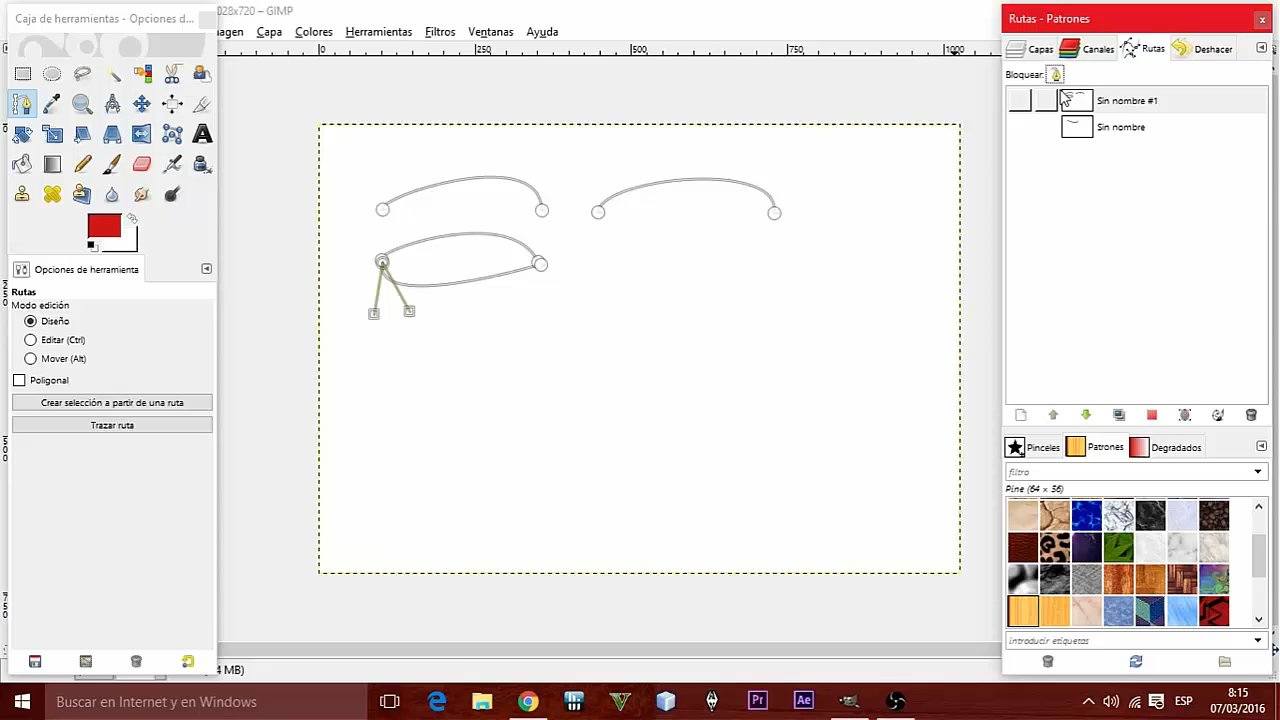 Caja de herramientas - Opciones d...
028x720 – GIMP
Rutas - Patrones
agen Capa Colores Herramientas Filtros Ventanas Ayuda
0 250 500 750 1000
Capas Canales Rutas Deshacer
Bloquear:
Sin nombre #1
Sin nombre
Opciones de herramienta
Rutas
Modo edición
Diseño
Editar (Ctrl)
Mover (Alt)
Poligonal
Crear selección a partir de una ruta
Trazar ruta
Pinceles Patrones Degradados
filtro
Pine (64 × 56)
introducir etiquetas
MB)
Buscar en Internet y en Windows
Pr
Ae
ESP
8:15
07/03/2016